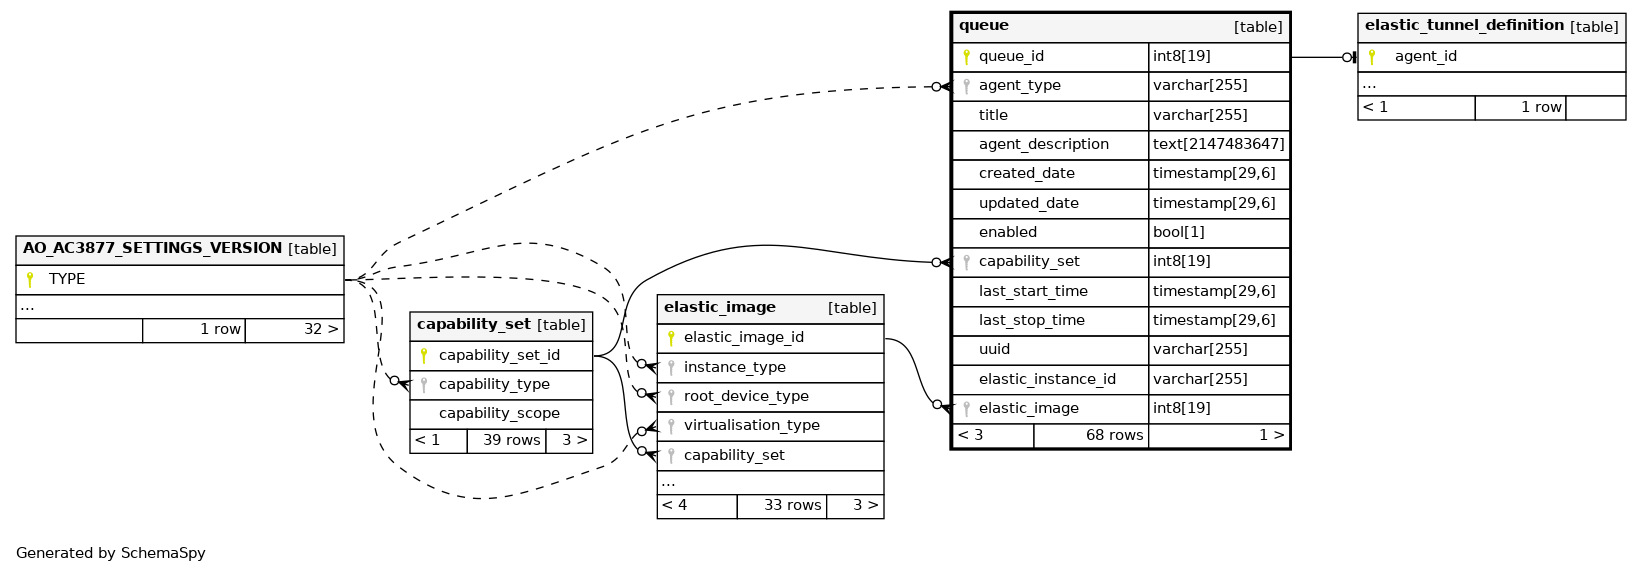 queue [table]
queue_id int8[19]
agent_type varchar[255]
title varchar[255]
agent_description text[2147483647]
created_date timestamp[29,6]
updated_date timestamp[29,6]
enabled bool[1]
capability_set int8[19]
last_start_time timestamp[29,6]
last_stop_time timestamp[29,6]
uuid varchar[255]
elastic_instance_id varchar[255]
elastic_image int8[19]
< 3 68 rows 1 >
elastic_tunnel_definition [table]
agent_id
...
< 1 1 row
AO_AC3877_SETTINGS_VERSION [table]
TYPE
...
1 row 32 >
capability_set [table]
capability_set_id
capability_type
capability_scope
< 1 39 rows 3 >
elastic_image [table]
elastic_image_id
instance_type
root_device_type
virtualisation_type
capability_set
...
< 4 33 rows 3 >
Generated by SchemaSpy